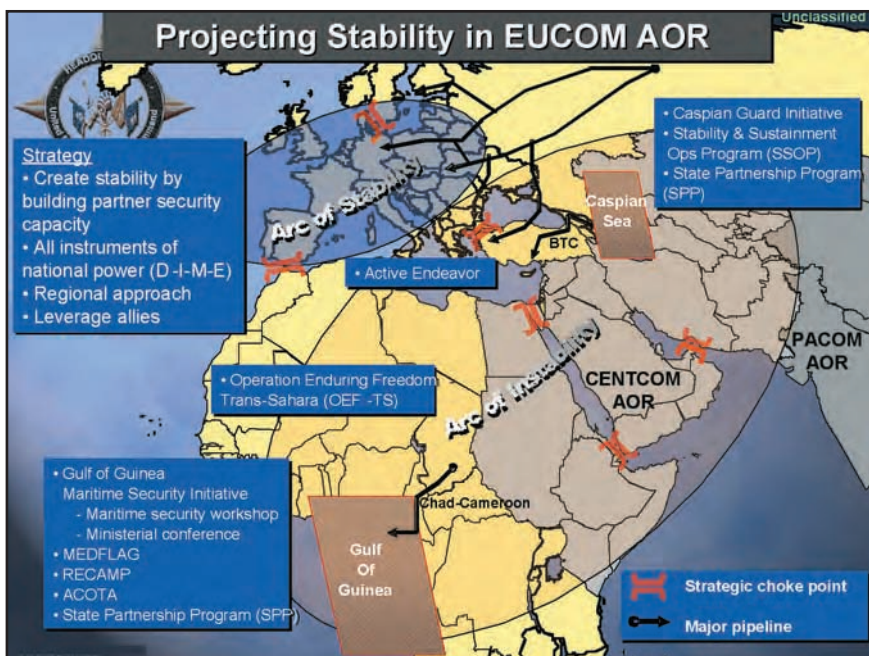 Unclassified
Projecting Stability in EUCOM AOR
HEADQU
Strategy
• Create stability by
building partner security
capacity
• All instruments of
national power (D -I-M-E)
• Regional approach
• Leverage allies
• Caspian Guard Initiative
• Stability & Sustainment
Ops Program (SSOP)
• State Partnership Program
(SPP)
Arc of Stability
Caspian
Sea
BTC
• Active Endeavor
PACOM
AOR
CENTCOM
AOR
Arc of Instability
• Operation Enduring Freedom
Trans-Sahara (OEF -TS)
• Gulf of Guinea
Maritime Security Initiative
- Maritime security workshop
- Ministerial conference
• MEDFLAG
• RECAMP
• ACOTA
• State Partnership Program (SPP)
Chad-Cameroon
Gulf
Of
Guinea
Strategic choke point
Major pipeline